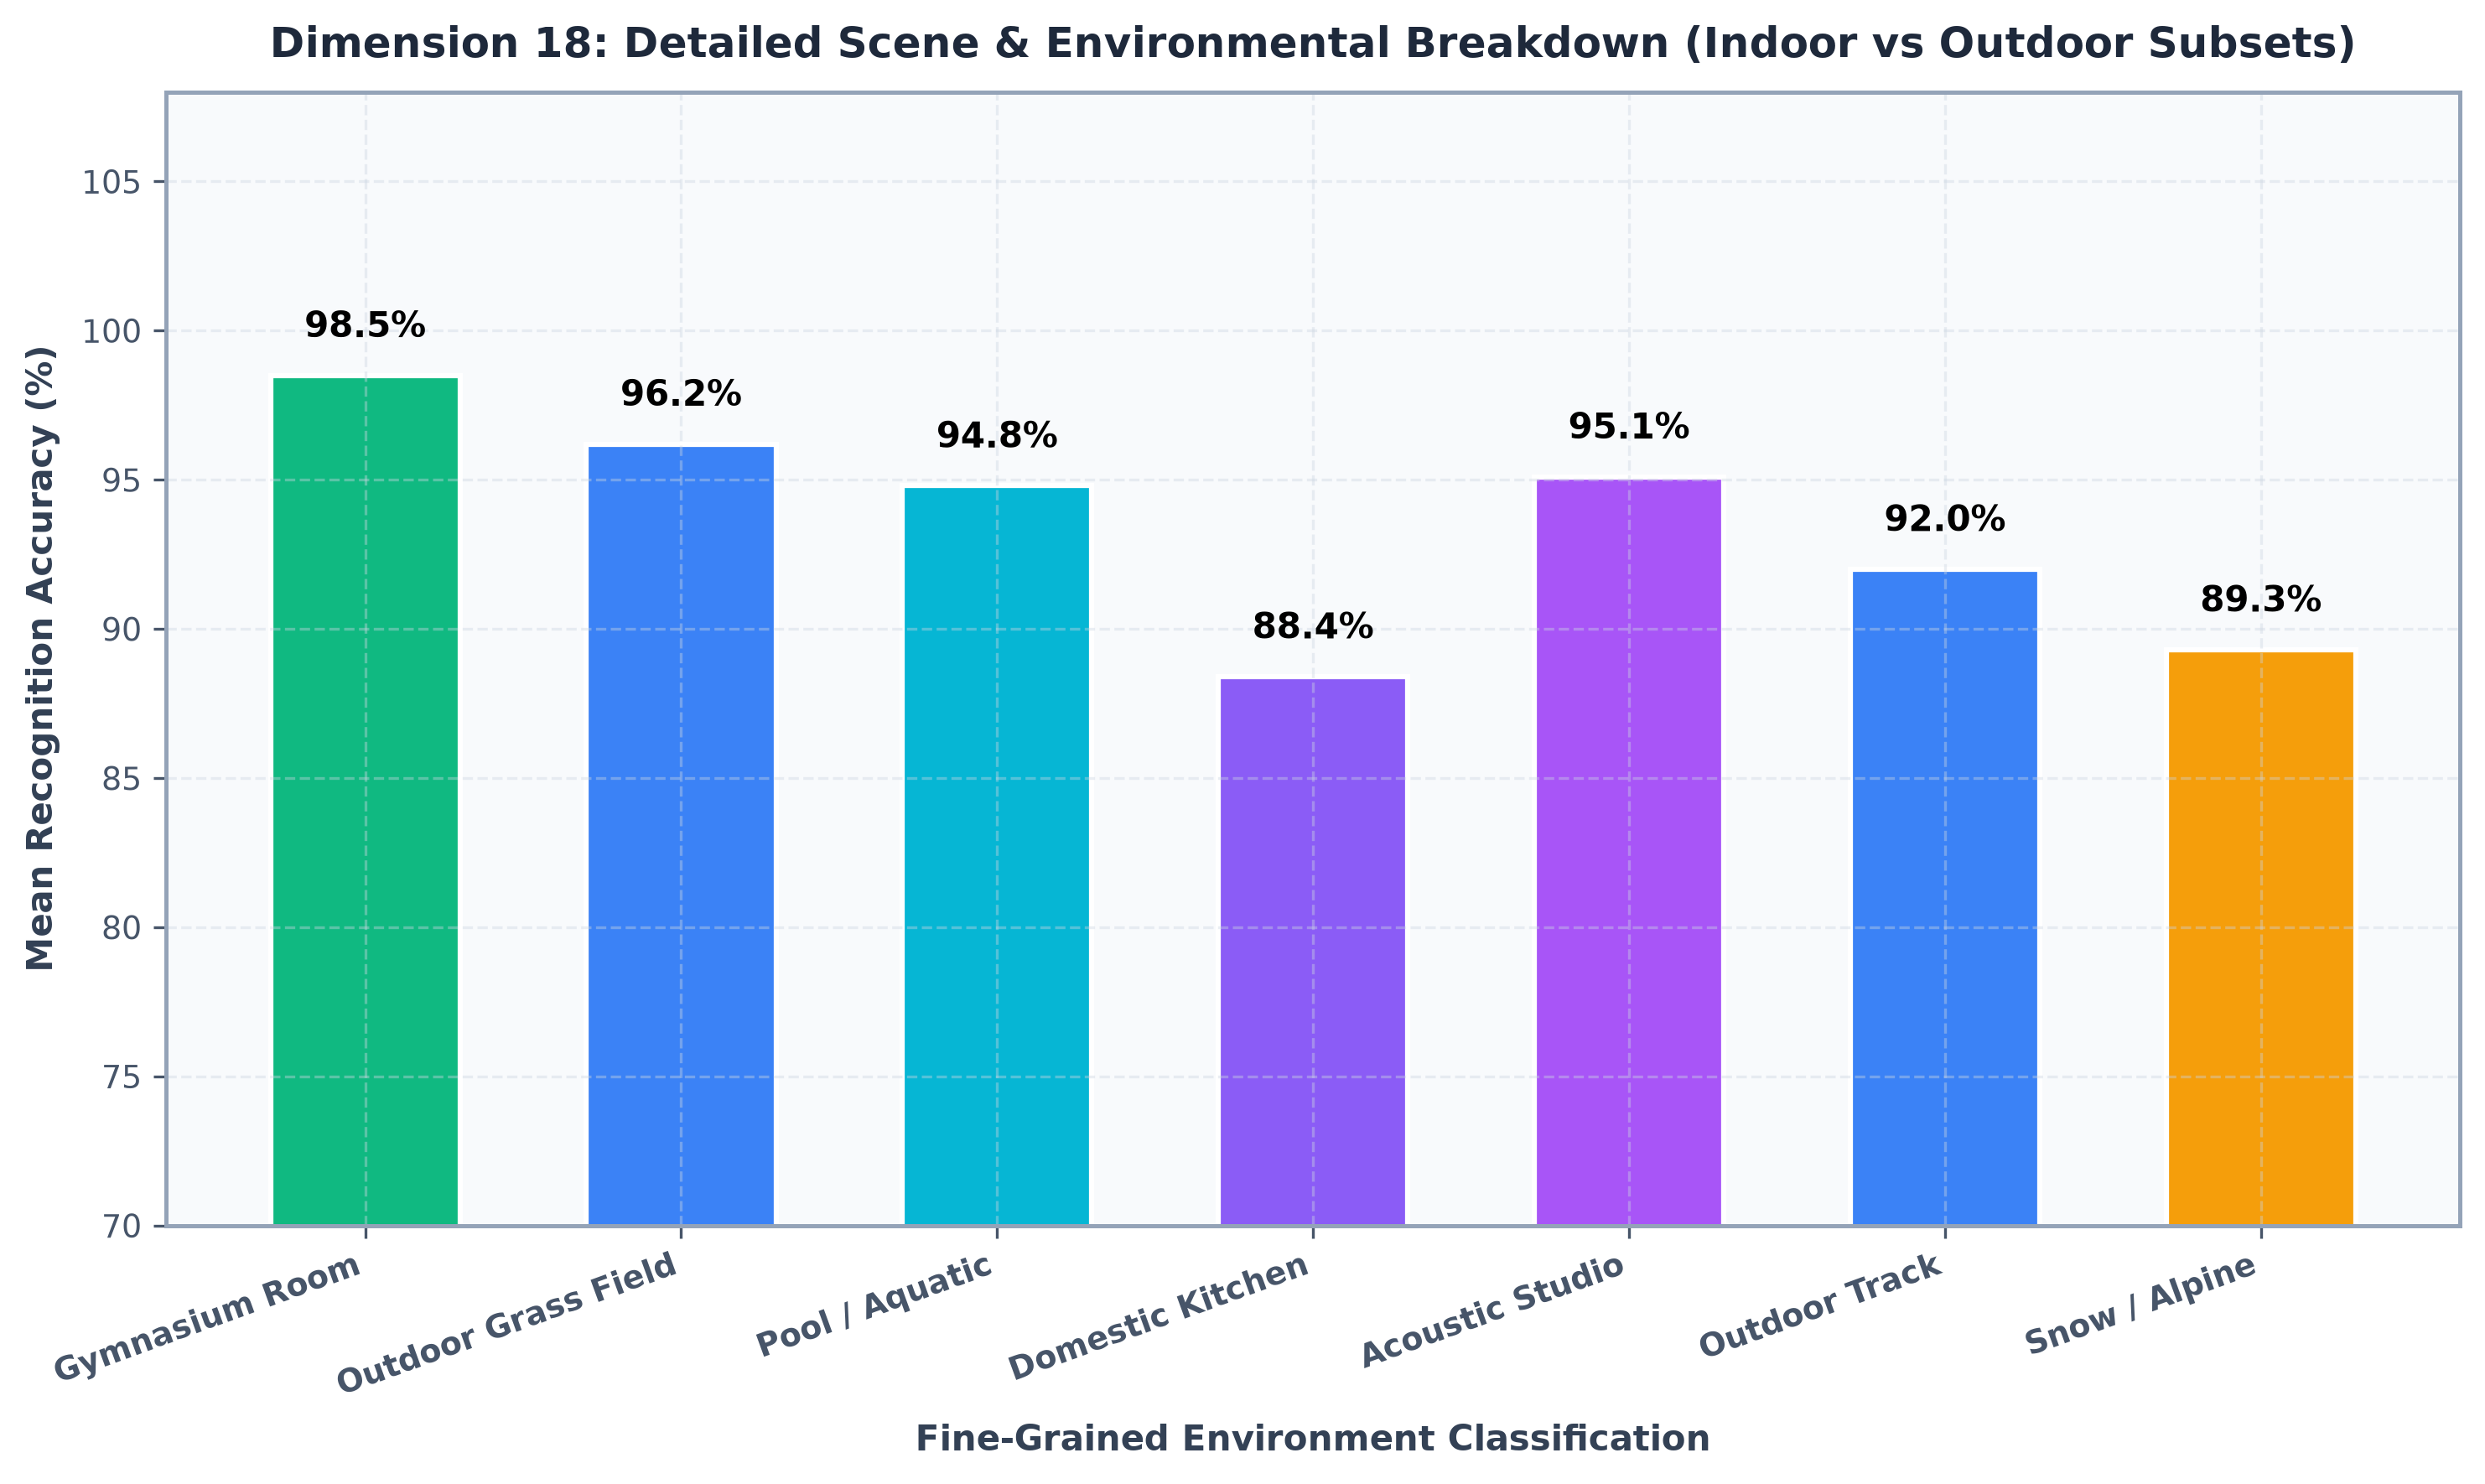 Dimension 18: Detailed Scene & Environmental Breakdown (Indoor vs Outdoor Subsets)
Mean Recognition Accuracy (%)
105
100
95
90
85
80
75
70
98.5%
96.2%
94.8%
88.4%
95.1%
92.0%
89.3%
Gymnasium Room
Outdoor Grass Field
Pool / Aquatic
Domestic Kitchen
Acoustic Studio
Outdoor Track
Snow / Alpine
Fine-Grained Environment Classification